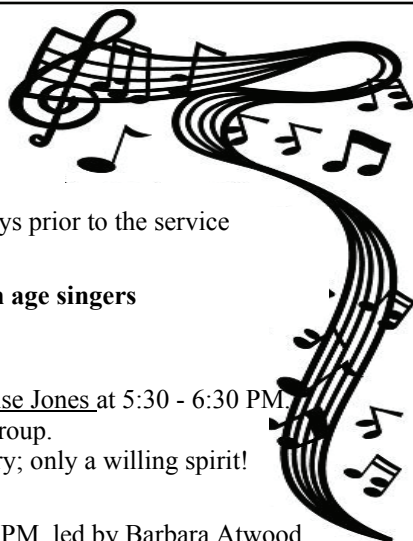 ys prior to the service
age singers
se Jones at 5:30 - 6:30 PM.
roup.
ry; only a willing spirit!
PM, led by Barbara Atwood